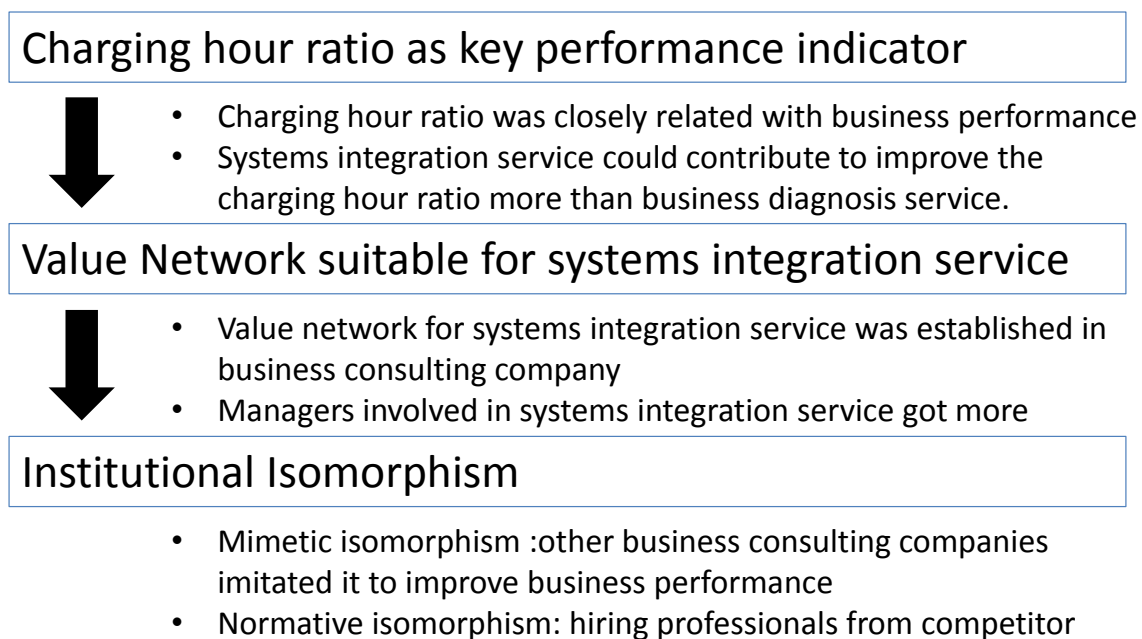 Charging hour ratio as key performance indicator
• Charging hour ratio was closely related with business performance
• Systems integration service could contribute to improve the
charging hour ratio more than business diagnosis service.
Value Network suitable for systems integration service
• Value network for systems integration service was established in
business consulting company
• Managers involved in systems integration service got more
Institutional Isomorphism
• Mimetic isomorphism :other business consulting companies
imitated it to improve business performance
• Normative isomorphism: hiring professionals from competitor